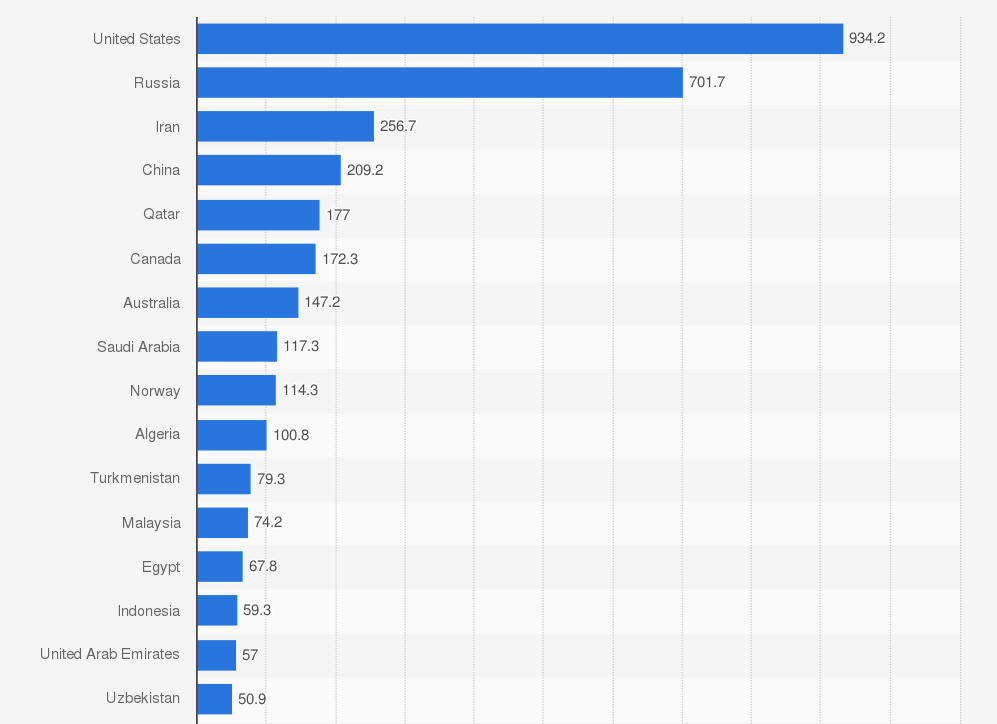 United States 934.2
Russia 701.7
Iran 256.7
China 209.2
Qatar 177
Canada 172.3
Australia 147.2
Saudi Arabia 117.3
Norway 114.3
Algeria 100.8
Turkmenistan 79.3
Malaysia 74.2
Egypt 67.8
Indonesia 59.3
United Arab Emirates 57
Uzbekistan 50.9